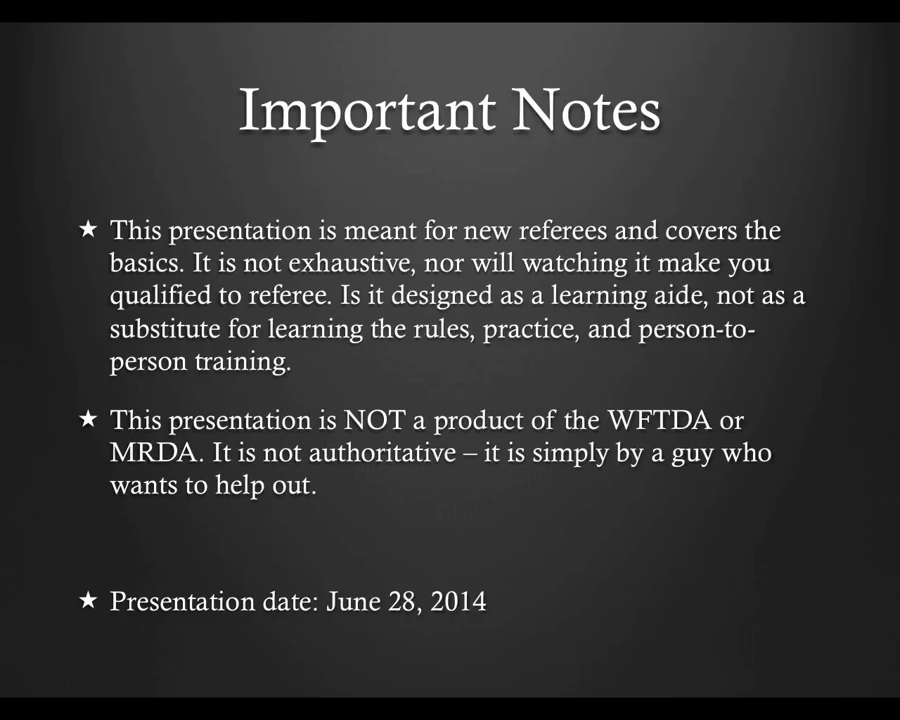 Important Notes
★ This presentation is meant for new referees and covers the
basics. It is not exhaustive, nor will watching it make you
qualified to referee. Is it designed as a learning aide, not as a
substitute for learning the rules, practice, and person-to-
person training.
★ This presentation is NOT a product of the WFTDA or
MRDA. It is not authoritative – it is simply by a guy who
wants to help out.
★ Presentation date: June 28, 2014